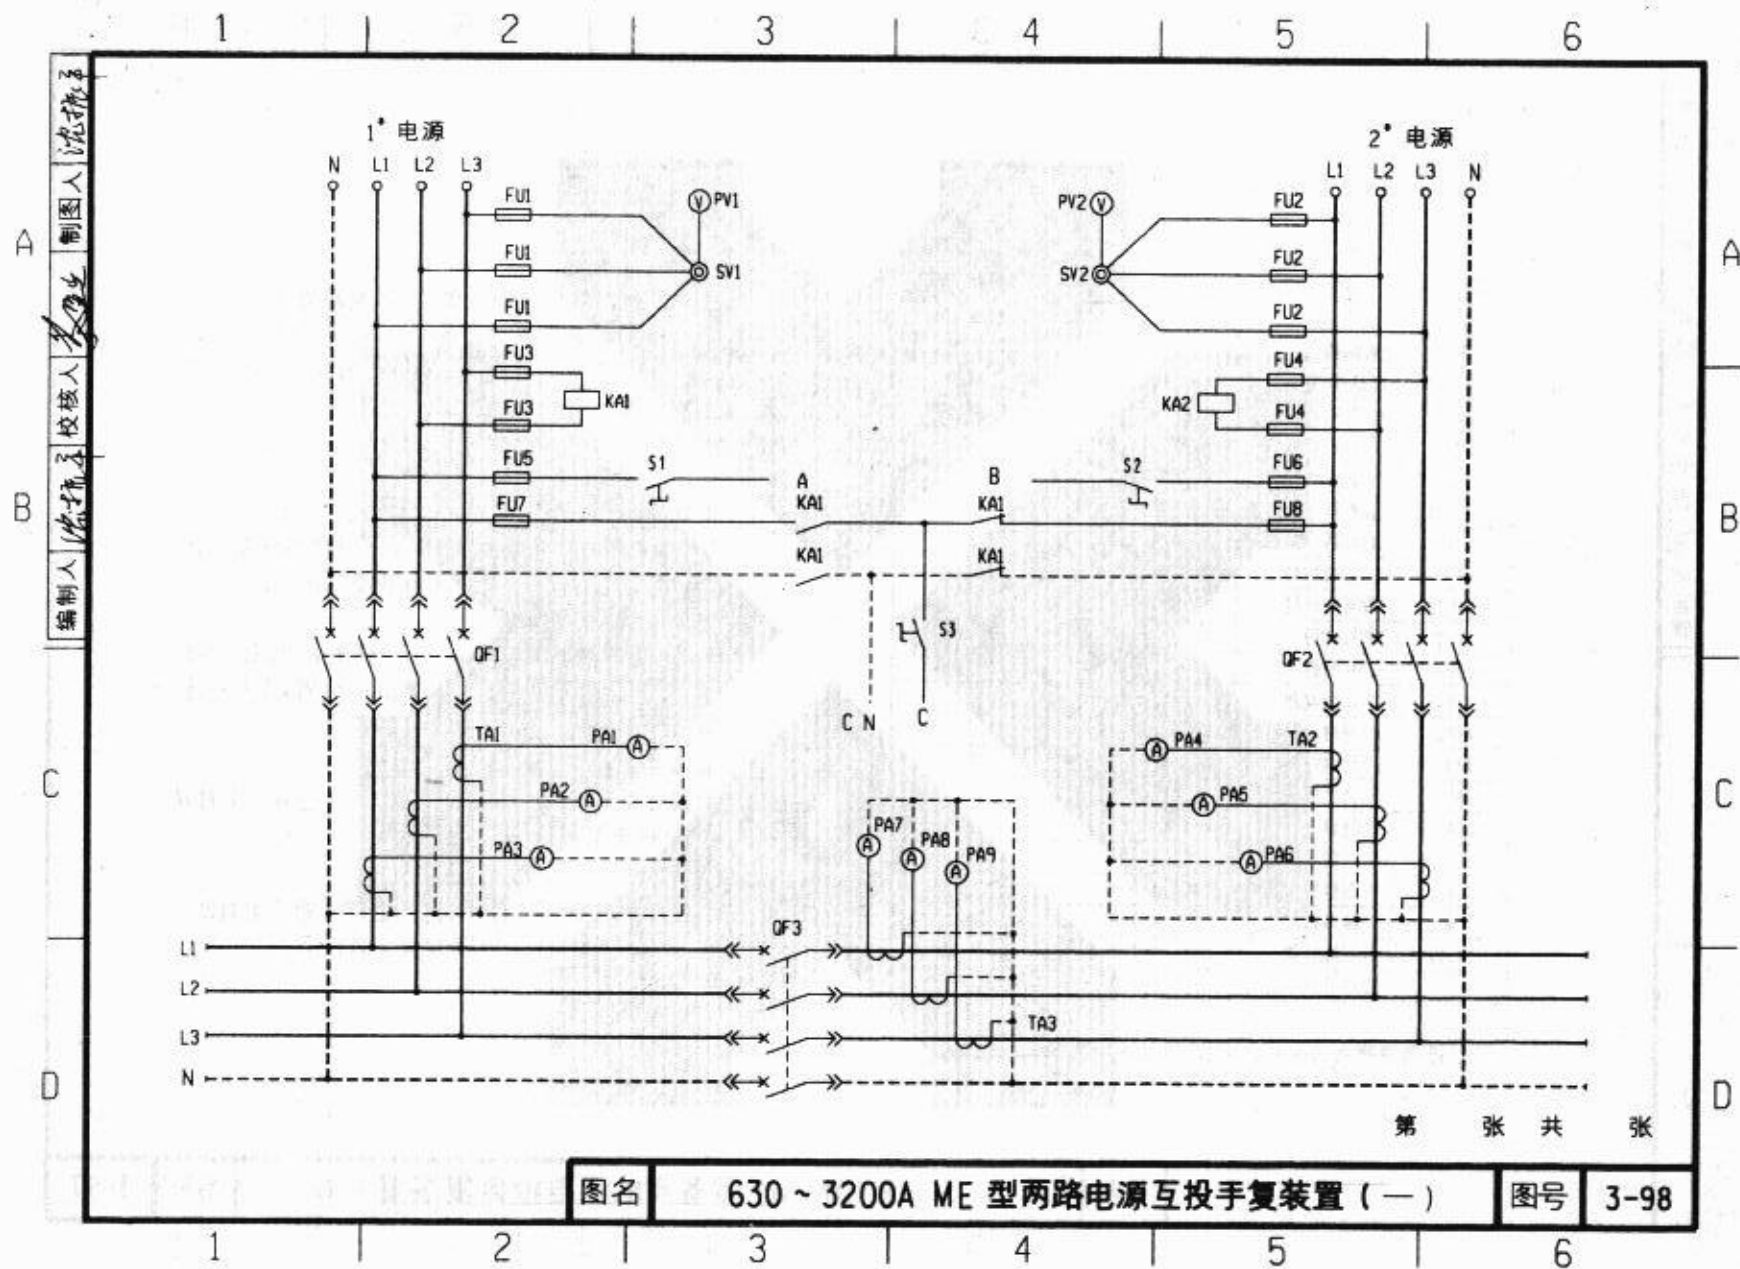 1 2 3 4 5 6
制图人
校核人
编制人
A
B
C
D
A
B
C
D
1# 电源
N L1 L2 L3
2# 电源
L1 L2 L3 N
FU1
PV1
PV2
FU2
FU1
SV1
SV2
FU2
FU1
FU2
FU3
FU4
KA1
KA2
FU3
FU4
FU5
S1
A
B
S2
FU6
FU7
KA1
KA1
FU8
KA1
KA1
QF1
S3
QF2
C N
C
TA1
PA1
PA4
TA2
PA2
PA5
PA3
PA7
PA8
PA9
PA6
L1
QF3
L2
L3
TA3
N
第 张 共 张
图名
630～3200A ME 型两路电源互投手复装置（一）
图号
3-98
1 2 3 4 5 6